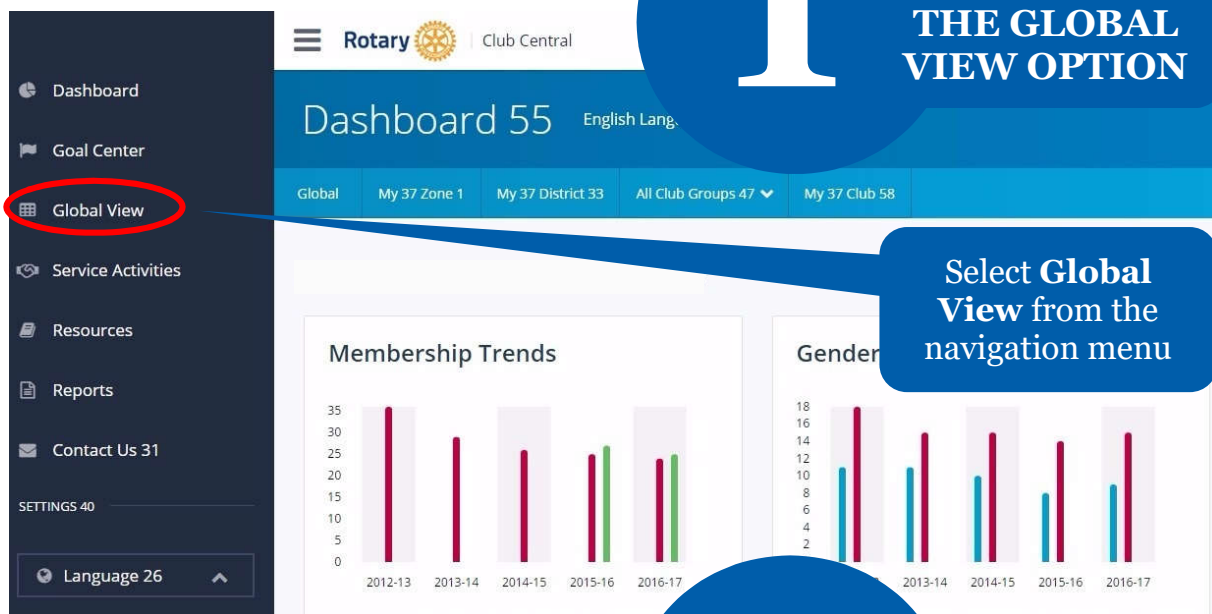 1
THE GLOBAL
VIEW OPTION
Rotary
Club Central
Dashboard
Goal Center
Global View
Service Activities
Resources
Reports
Contact Us 31
SETTINGS 40
Language 26
Dashboard 55
English
Global
My 37 Zone 1
My 37 District 33
All Club Groups 47
My 37 Club 58
Select Global
View from the
navigation menu
Membership Trends
35
30
25
20
15
10
5
0
2012-13 2013-14 2014-15 2015-16 2016-17
Gender
18
16
14
12
10
8
6
4
2
2013-14 2014-15 2015-16 2016-17